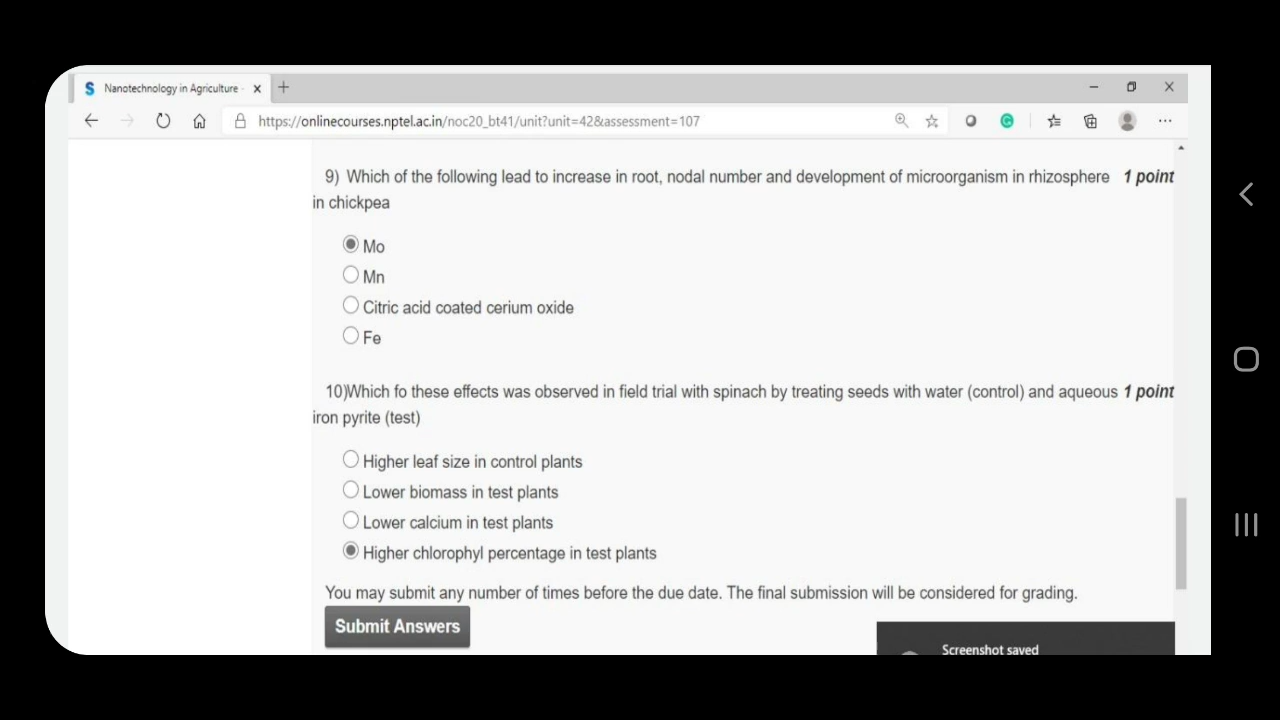 Nanotechnology in Agriculture -
https://onlinecourses.nptel.ac.in/noc20_bt41/unit?unit=42&assessment=107
9) Which of the following lead to increase in root, nodal number and development of microorganism in rhizosphere 1 point
in chickpea
Mo
Mn
Citric acid coated cerium oxide
Fe
10)Which fo these effects was observed in field trial with spinach by treating seeds with water (control) and aqueous 1 point
iron pyrite (test)
Higher leaf size in control plants
Lower biomass in test plants
Lower calcium in test plants
Higher chlorophyl percentage in test plants
You may submit any number of times before the due date. The final submission will be considered for grading.
Submit Answers
Screenshot saved